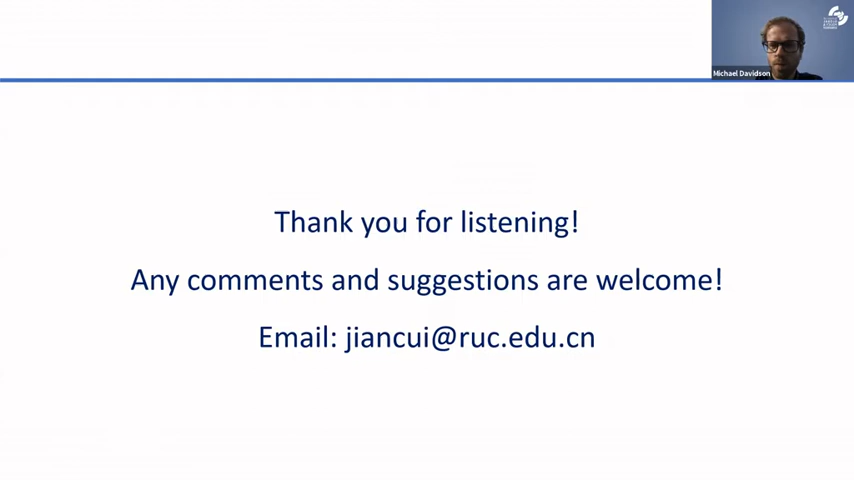 Michael Davidson
Thank you for listening!
Any comments and suggestions are welcome!
Email: jiancui@ruc.edu.cn